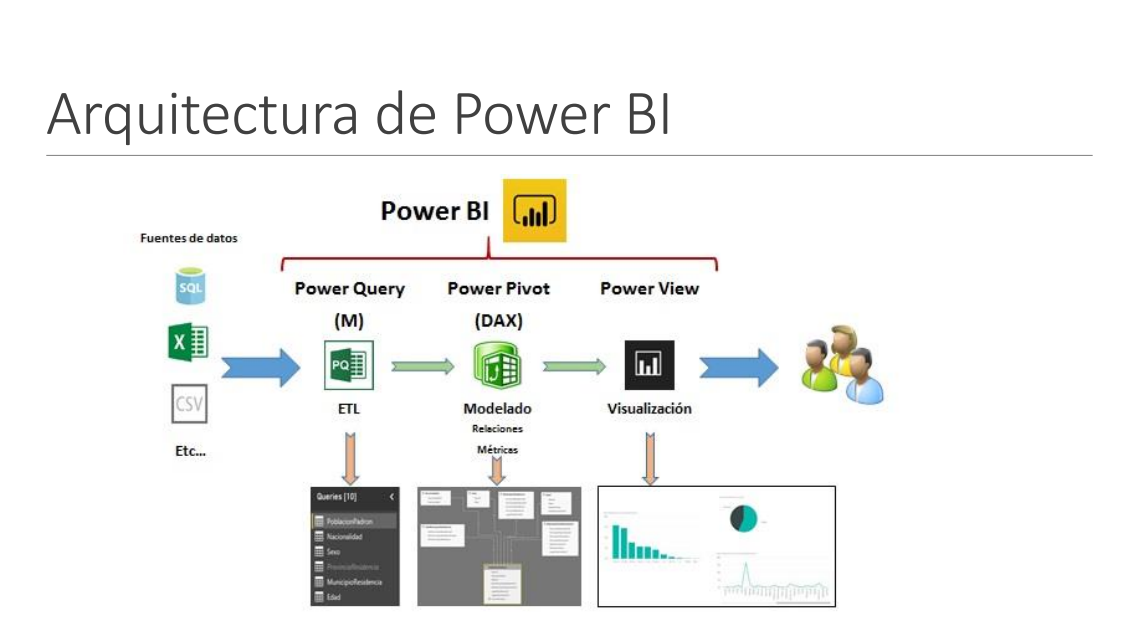 Arquitectura de Power BI
Power BI
Fuentes de datos
SQL
X
CSV
Etc...
Power Query
(M)
PQ
ETL
Power Pivot
(DAX)
Modelado
Relaciones
Métricas
Power View
Visualización
Queries [10]
PoblacionPadron
Nacionalidad
Sexo
ProvinciaResidencia
MunicipioResidencia
Edad